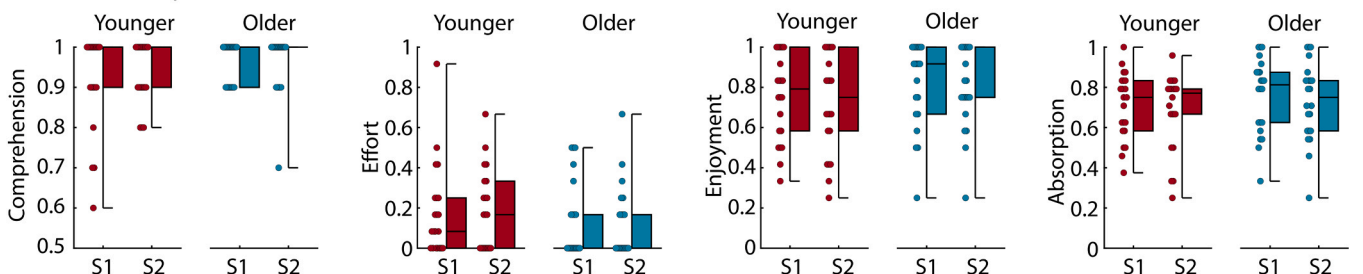 Younger Older
1
0.9
0.8
0.7
0.6
0.5
Comprehension
S1 S2 S1 S2
Younger Older
1
0.8
0.6
0.4
0.2
0
Effort
S1 S2 S1 S2
Younger Older
1
0.8
0.6
0.4
0.2
0
Enjoyment
S1 S2 S1 S2
Younger Older
1
0.8
0.6
0.4
0.2
0
Absorption
S1 S2 S1 S2